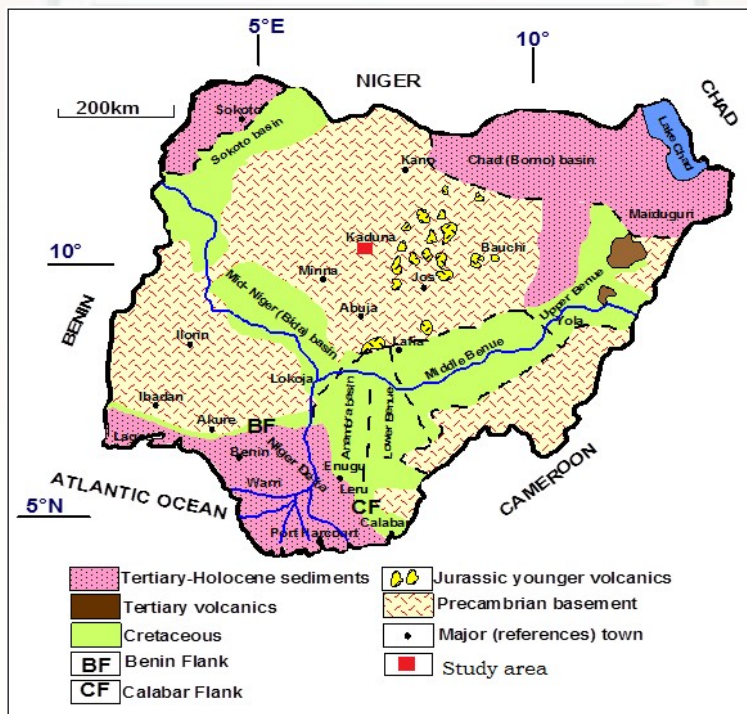 5°E
10°
NIGER
CHAD
200km
Sokoto
Sokoto basin
Kano
Chad (Borno) basin
Lake Chad
Maiduguri
Kaduna
Bauchi
10°
Minna
Jos
Mid-Niger (Bida) basin
Abuja
Upper Benue
Yola
BENIN
Ilorin
Lafia
Middle Benue
Lokoja
Ibadan
Anambra basin
Lower Benue
Akure
BF
Lagos
Benin
Niger Delta
Enugu
CAMEROON
ATLANTIC OCEAN
Warri
Leru
5°N
CF
Calabar
Port Harcourt
Tertiary-Holocene sediments
Jurassic younger volcanics
Tertiary volcanics
Precambrian basement
Cretaceous
Major (references) town
BF Benin Flank
Study area
CF Calabar Flank